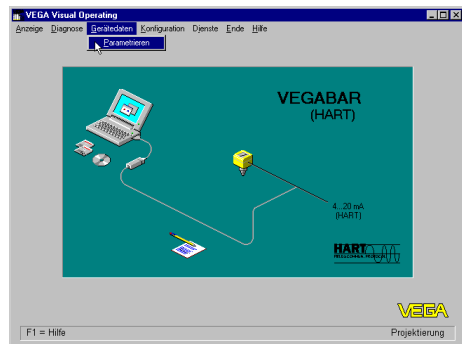 VEGA Visual Operating
Anzeige Diagnose Gerätedaten Konfiguration Dienste Ende Hilfe
Parametrieren
VEGABAR
(HART)
4...20 mA
(HART)
HART
VEGA
F1 = Hilfe Projektierung